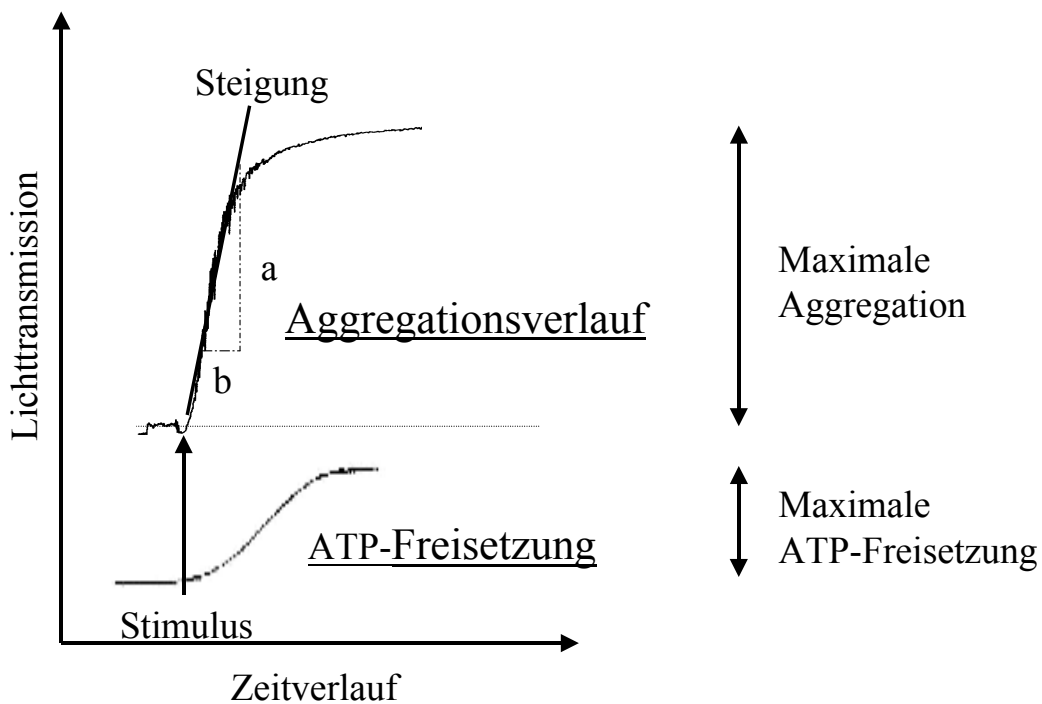 Steigung
Lichttransmission
a
Maximale
Aggregation
Aggregationsverlauf
b
Maximale
ATP-Freisetzung
ATP-Freisetzung
Stimulus
Zeitverlauf